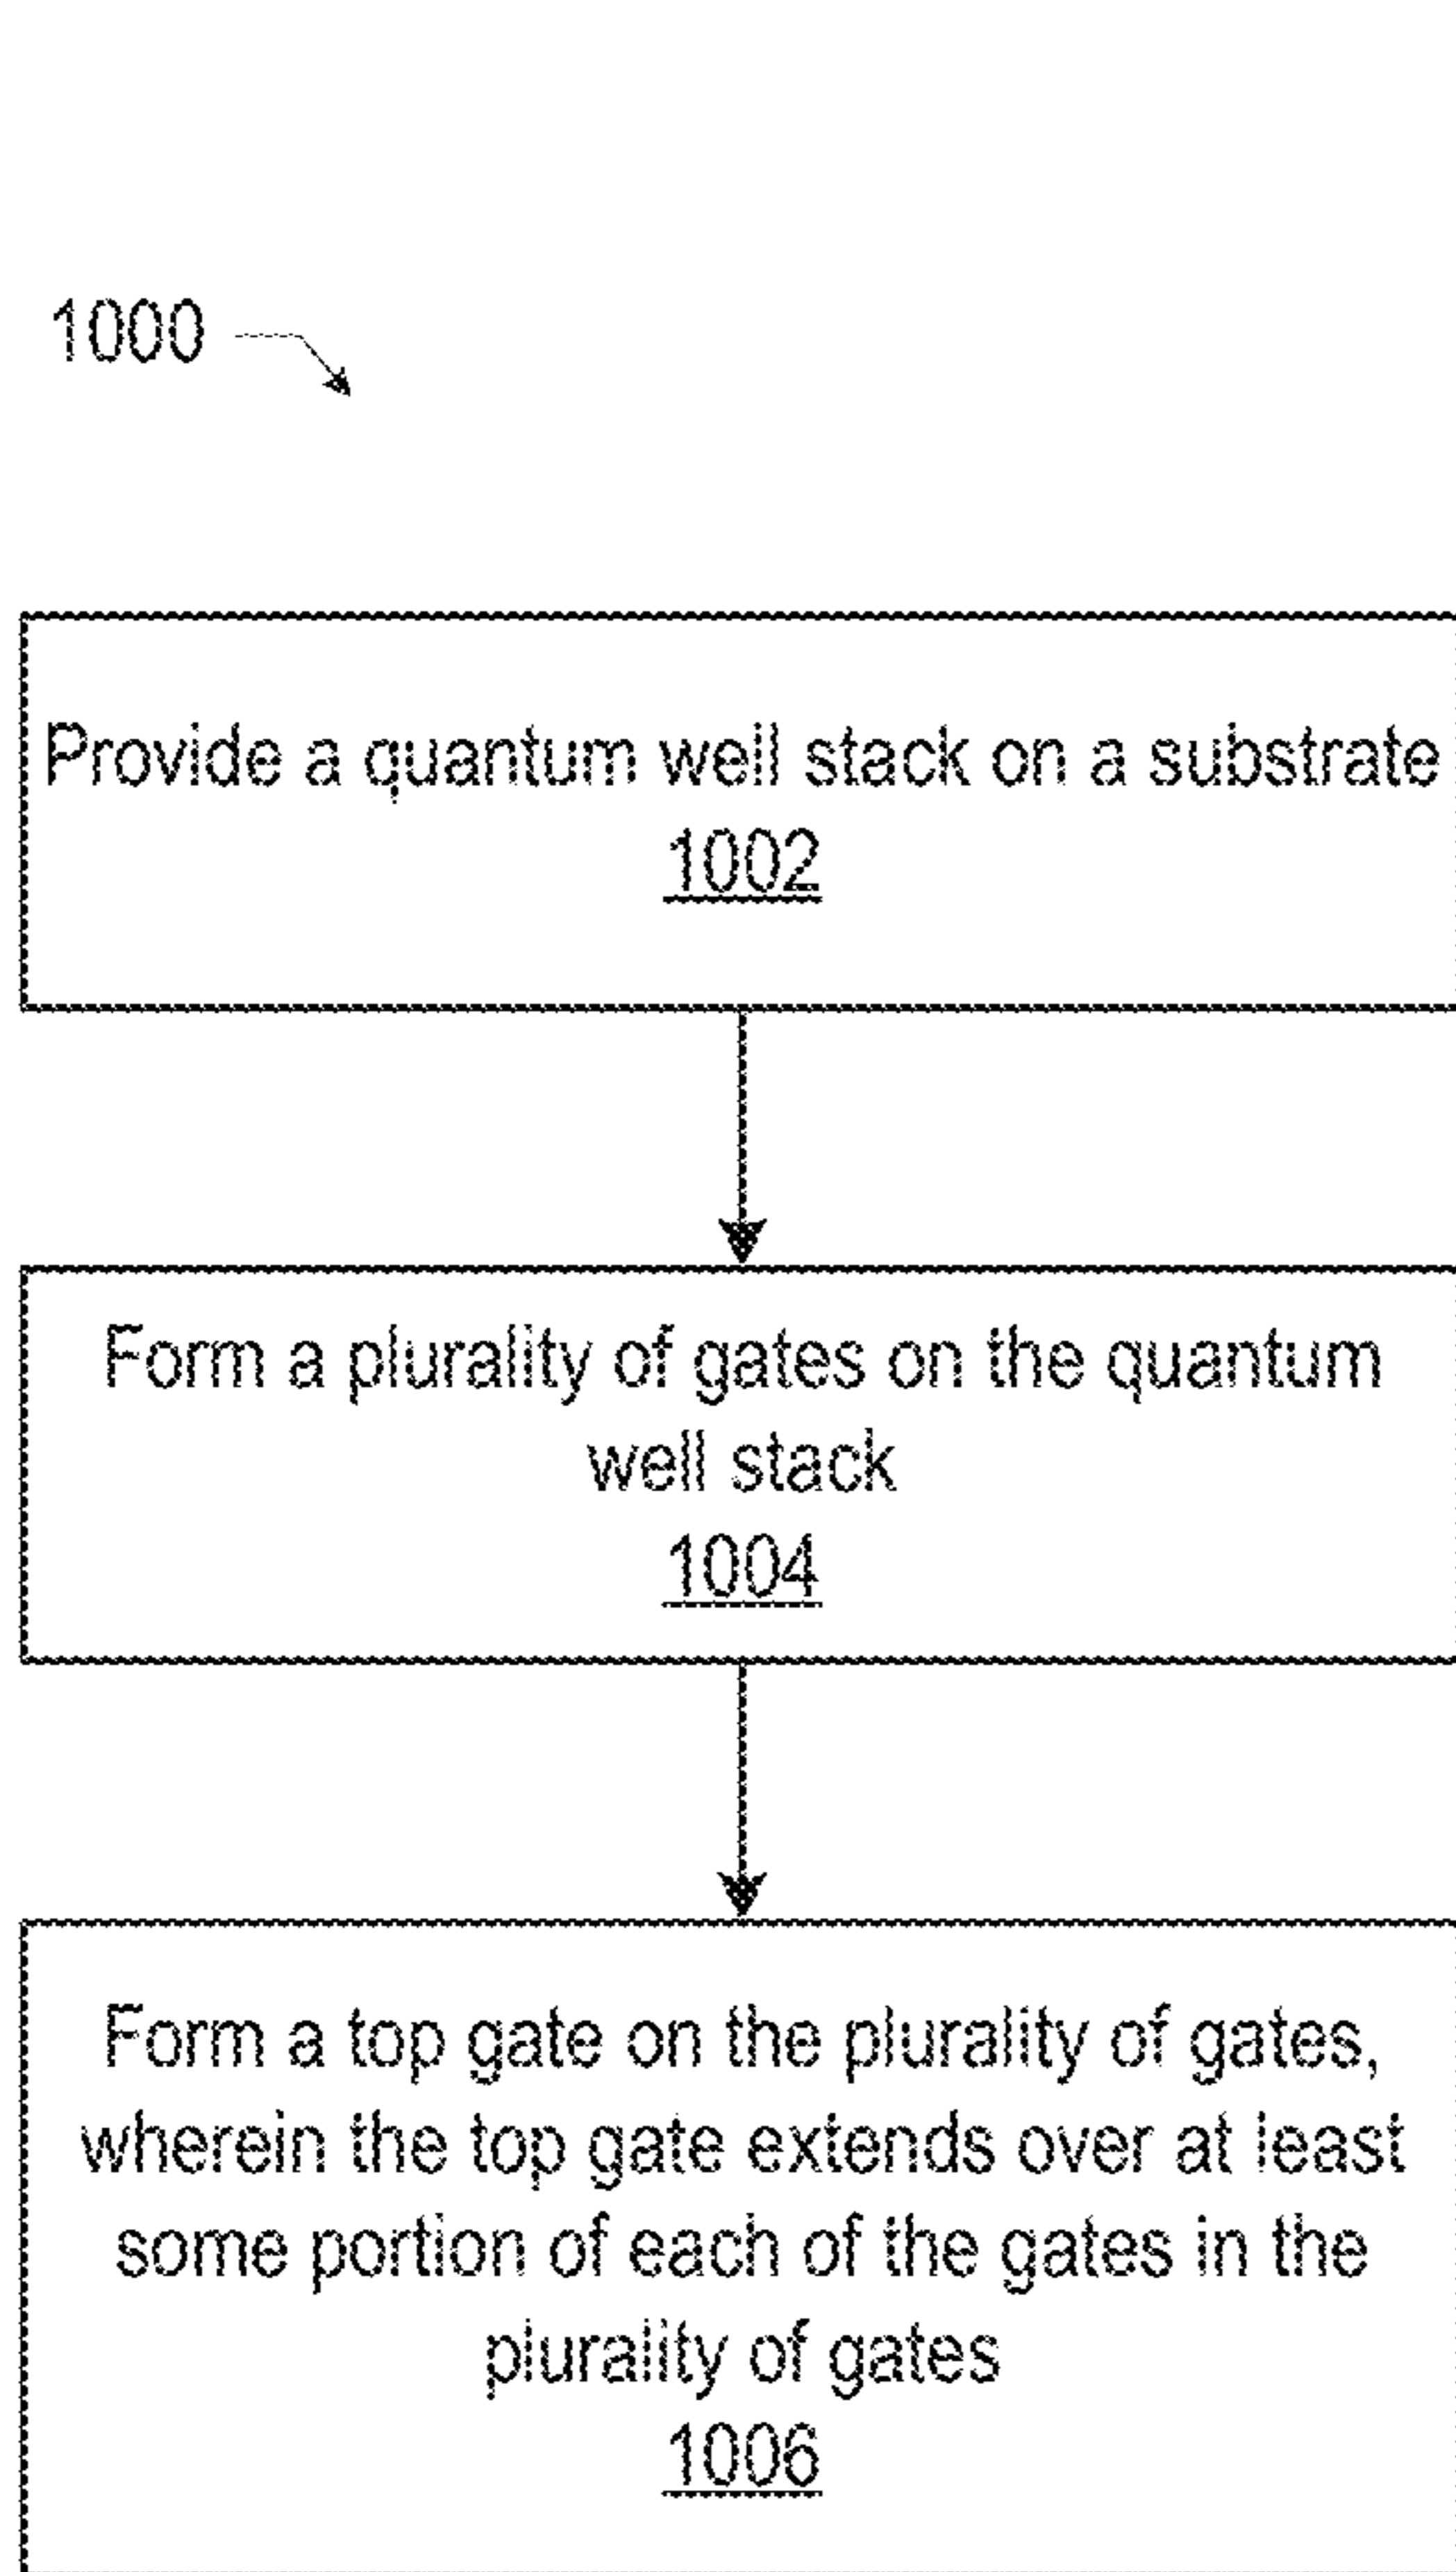 1000
Provide a quantum well stack on a substrate
1002
Form a plurality of gates on the quantum
well stack
1004
Form a top gate on the plurality of gates,
wherein the top gate extends over at least
some portion of each of the gates in the
plurality of gates
1006